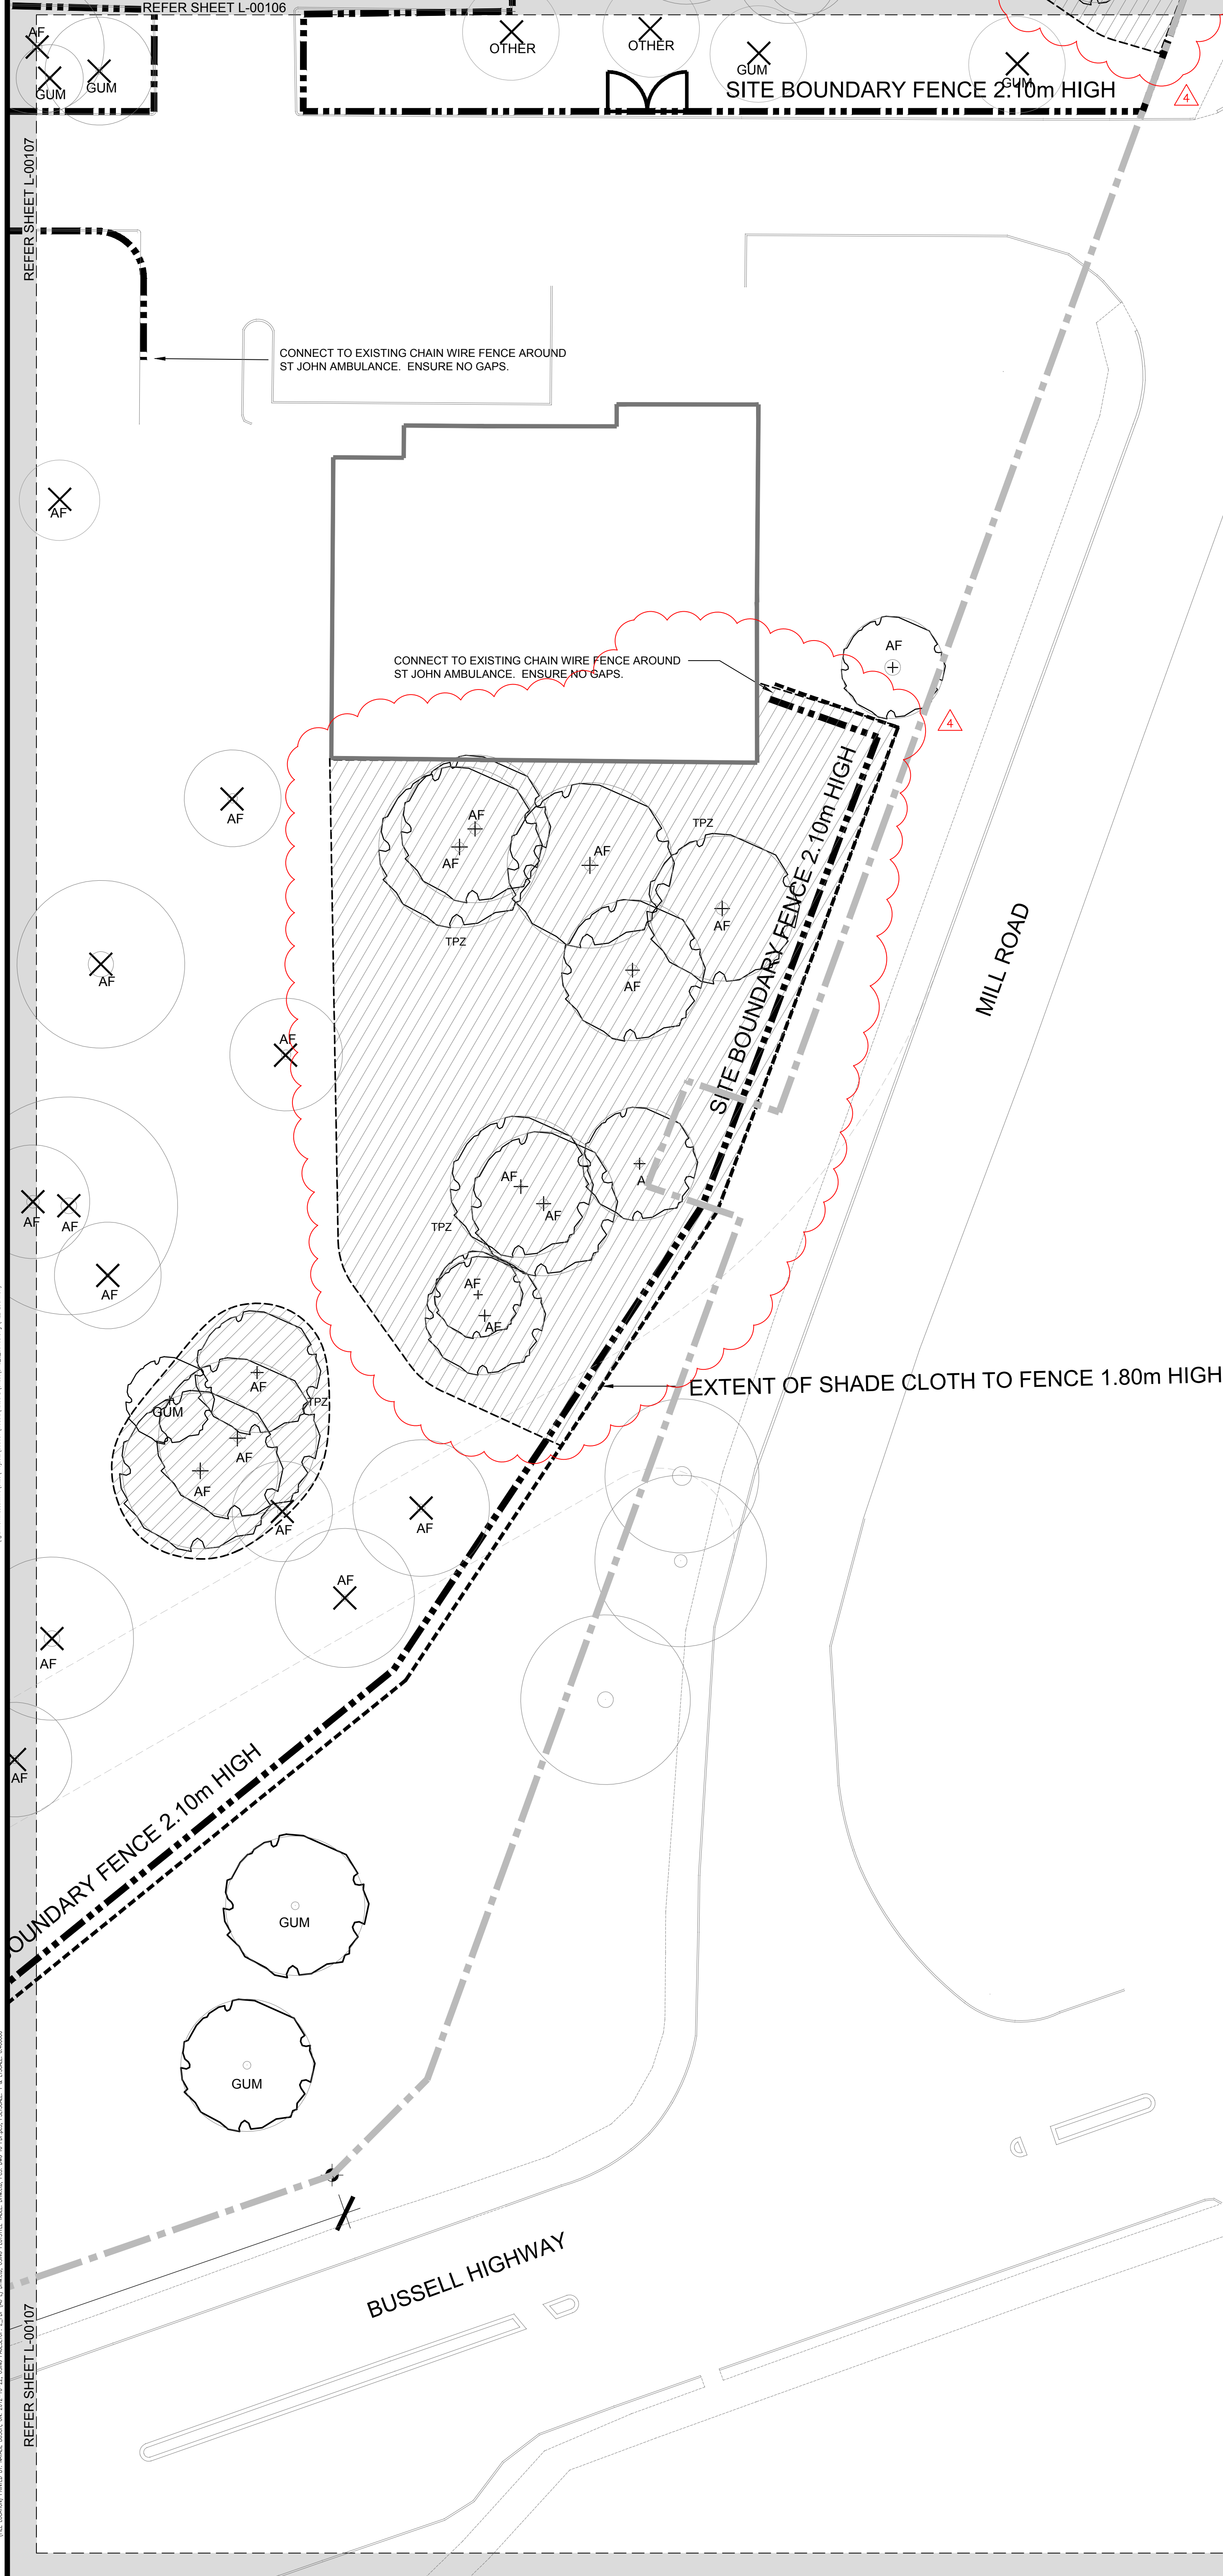 REFER SHEET L-00106
AF
GUM
GUM
OTHER
OTHER
GUM
GUM
SITE BOUNDARY FENCE 2.10m HIGH
4
REFER SHEET L-00107
CONNECT TO EXISTING CHAIN WIRE FENCE AROUND
ST JOHN AMBULANCE. ENSURE NO GAPS.
AF
CONNECT TO EXISTING CHAIN WIRE FENCE AROUND
ST JOHN AMBULANCE. ENSURE NO GAPS.
AF
4
SITE BOUNDARY FENCE 2.10m HIGH
AF
AF
AF
AF
TPZ
AF
AF
TPZ
MILL ROAD
AF
AF
AF
AF
A
TPZ
AF
AF
AF
AF
AF
AF
GUM
TPZ
AF
AF
EXTENT OF SHADE CLOTH TO FENCE 1.80m HIGH
AF
AF
AF
AF
AF
OUNDARY FENCE 2.10m HIGH
GUM
GUM
BUSSELL HIGHWAY
REFER SHEET L-00107